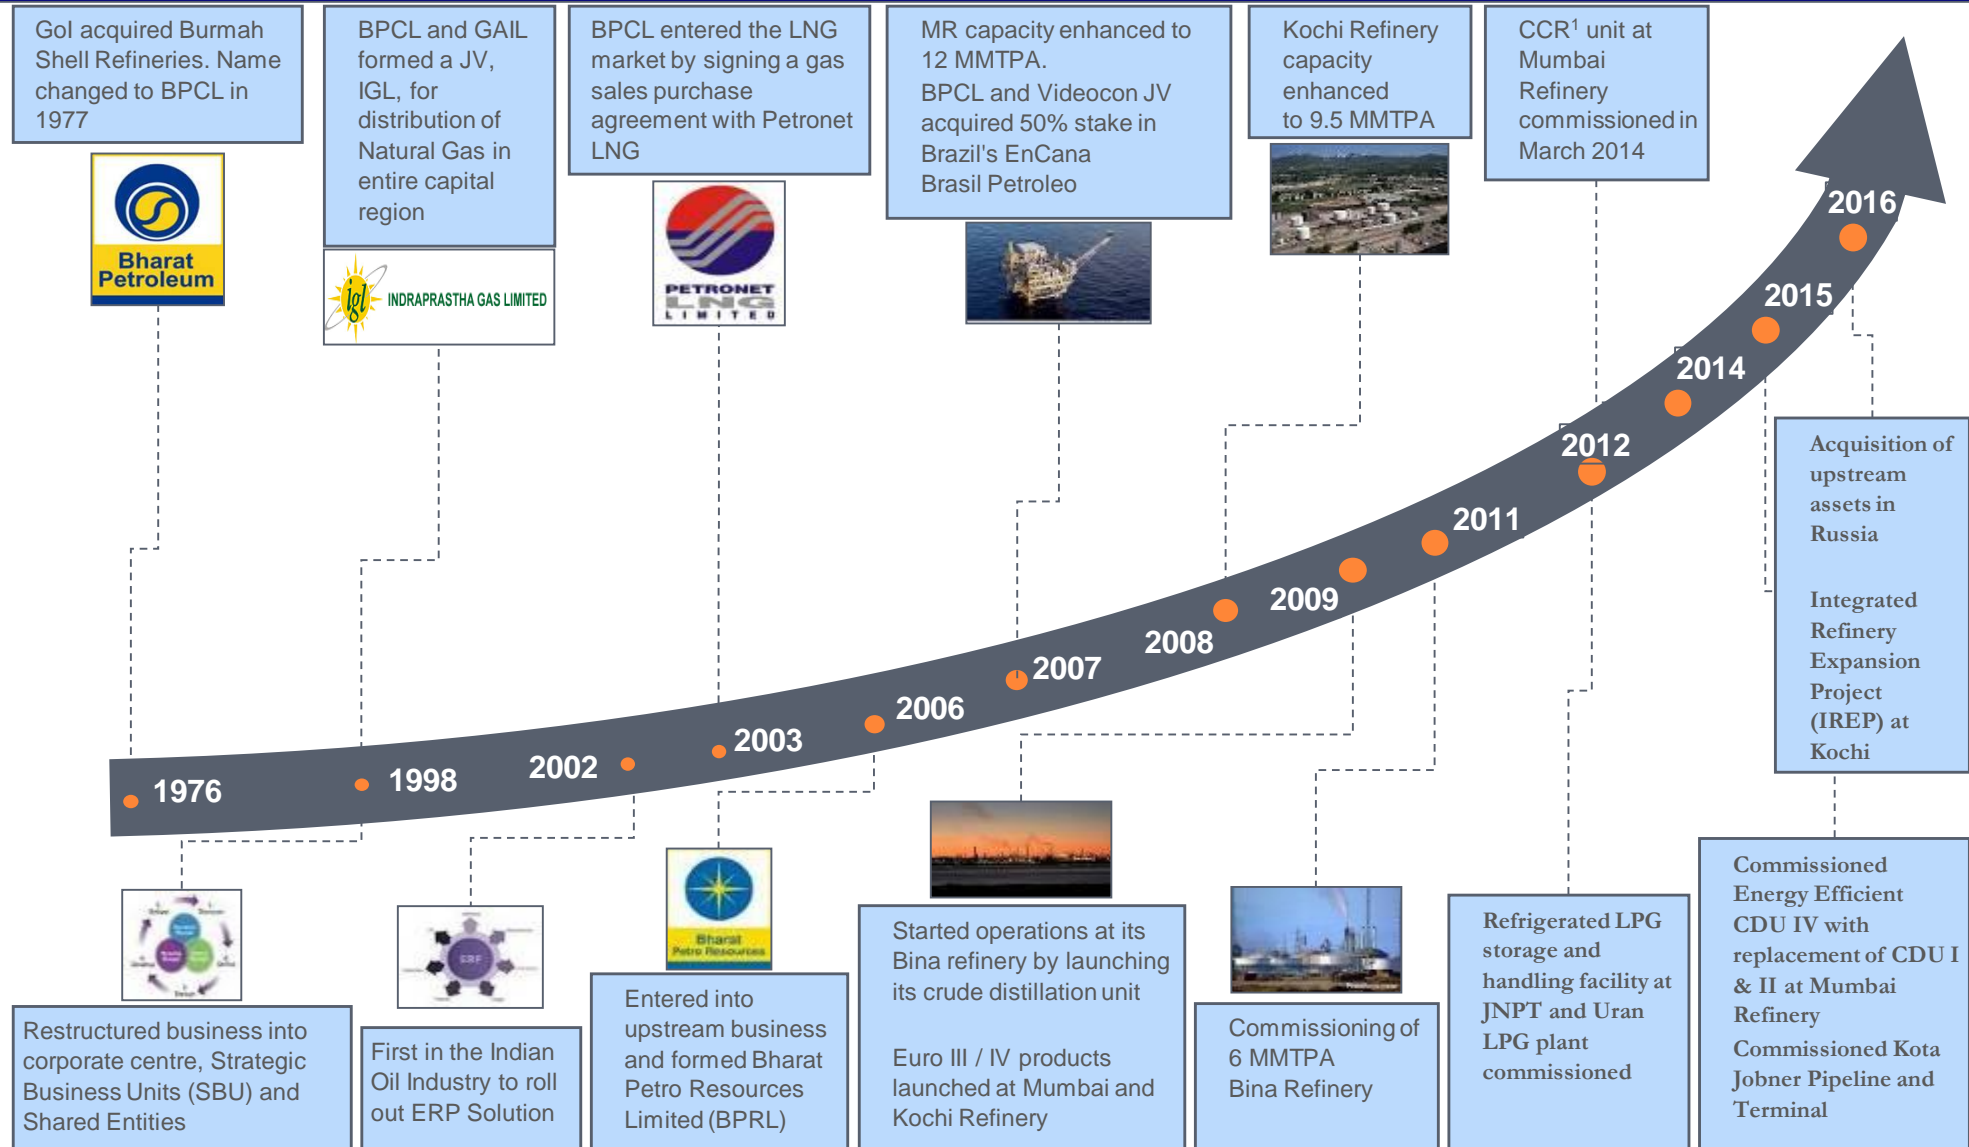 GoI acquired Burmah
Shell Refineries. Name
changed to BPCL in
1977
BPCL and GAIL
formed a JV,
IGL, for
distribution of
Natural Gas in
entire capital
region
BPCL entered the LNG
market by signing a gas
sales purchase
agreement with Petronet
LNG
MR capacity enhanced to
12 MMTPA.
BPCL and Videocon JV
acquired 50% stake in
Brazil's EnCana
Brasil Petroleo
Kochi Refinery
capacity
enhanced
to 9.5 MMTPA
CCR¹ unit at
Mumbai
Refinery
commissioned in
March 2014
Bharat
Petroleum
igl INDRAPRASTHA GAS LIMITED
PETRONET
LNG
LIMITED
2016
2015
2014
2012
2011
2009
2008
2007
2006
2003
2002
1998
1976
Acquisition of
upstream
assets in
Russia
Integrated
Refinery
Expansion
Project
(IREP) at
Kochi
ERP
Bharat
Petro Resources
Restructured business into
corporate centre, Strategic
Business Units (SBU) and
Shared Entities
First in the Indian
Oil Industry to roll
out ERP Solution
Entered into
upstream business
and formed Bharat
Petro Resources
Limited (BPRL)
Started operations at its
Bina refinery by launching
its crude distillation unit
Euro III / IV products
launched at Mumbai and
Kochi Refinery
Commissioning of
6 MMTPA
Bina Refinery
Refrigerated LPG
storage and
handling facility at
JNPT and Uran
LPG plant
commissioned
Commissioned
Energy Efficient
CDU IV with
replacement of CDU I
& II at Mumbai
Refinery
Commissioned Kota
Jobner Pipeline and
Terminal